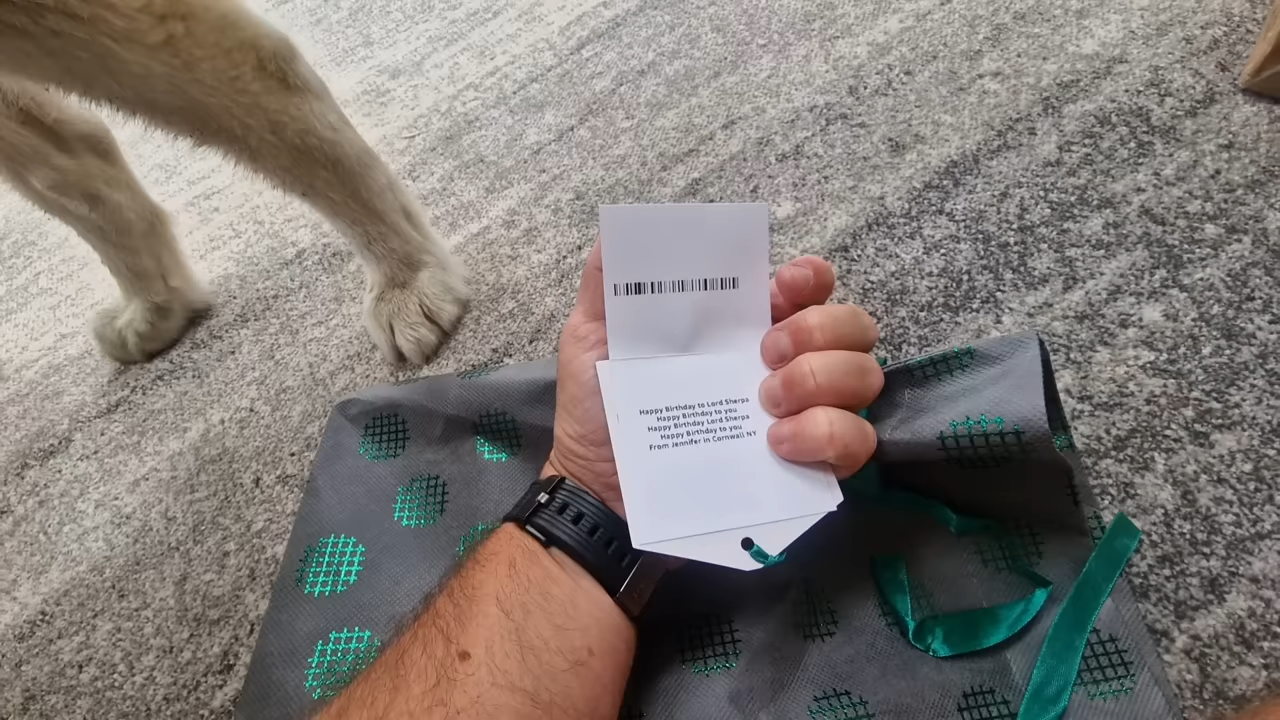 Happy Birthday to Lord Sherpa
Happy Birthday to you
Happy Birthday Lord Sherpa
Happy Birthday to you
From Jennifer in Cornwall NY